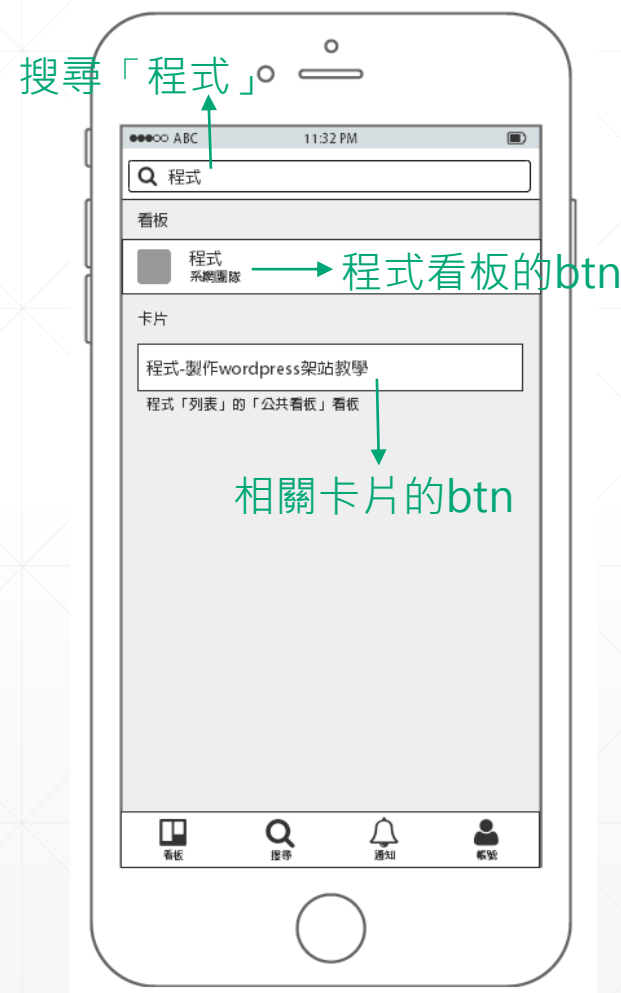 搜尋「程式」
ABC 11:32 PM
程式
看板
程式
系網團隊
程式看板的btn
卡片
程式-製作wordpress架站教學
程式「列表」的「公共看板」看板
相關卡片的btn
看板 搜尋 通知 帳號